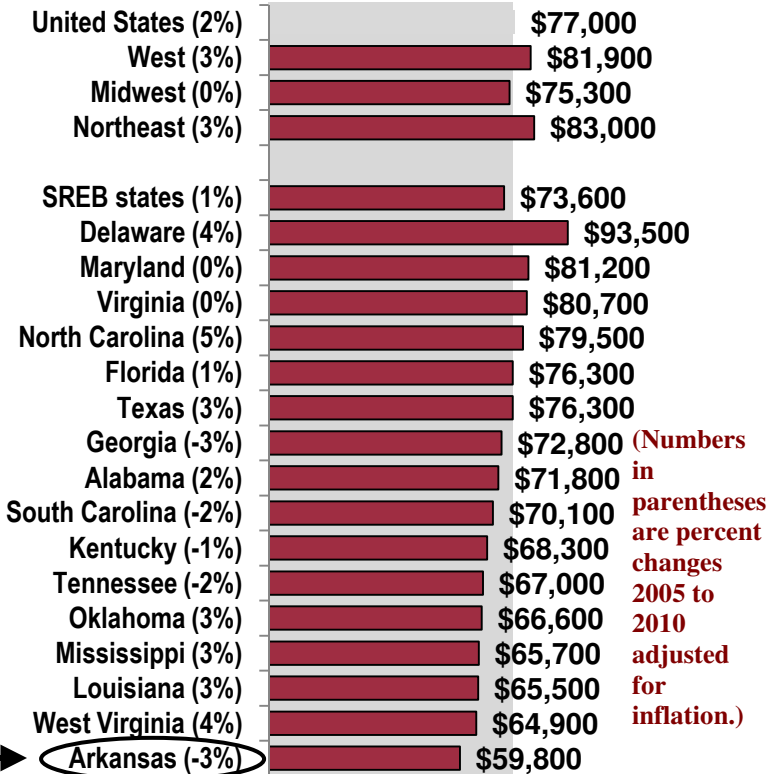 United States (2%) $77,000
West (3%) $81,900
Midwest (0%) $75,300
Northeast (3%) $83,000
SREB states (1%) $73,600
Delaware (4%) $93,500
Maryland (0%) $81,200
Virginia (0%) $80,700
North Carolina (5%) $79,500
Florida (1%) $76,300
Texas (3%) $76,300
Georgia (-3%) $72,800
Alabama (2%) $71,800
South Carolina (-2%) $70,100
Kentucky (-1%) $68,300
Tennessee (-2%) $67,000
Oklahoma (3%) $66,600
Mississippi (3%) $65,700
Louisiana (3%) $65,500
West Virginia (4%) $64,900
Arkansas (-3%) $59,800
(Numbers
in
parentheses
are percent
changes
2005 to
2010
adjusted
for
inflation.)